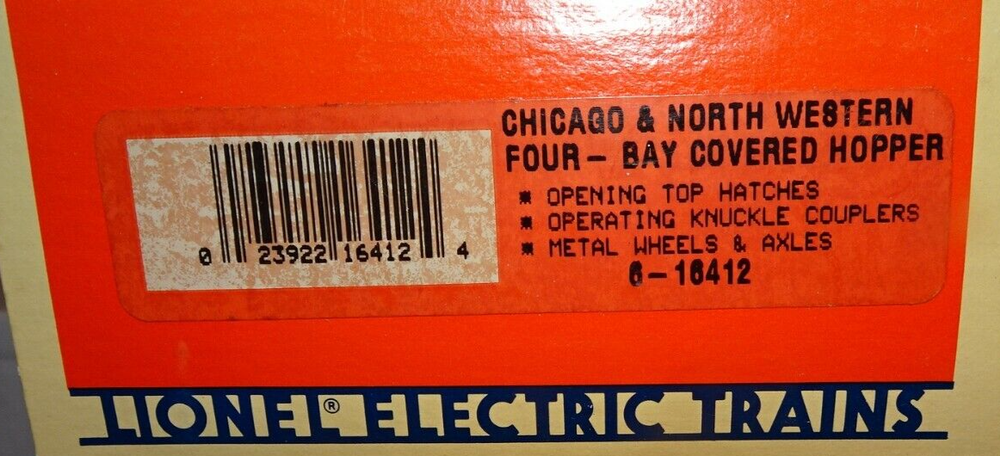 CHICAGO & NORTH WESTERN
FOUR- BAY COVERED HOPPER
* OPENING TOP HATCHES
* OPERATING KNUCKLE COUPLERS
* METAL WHEELS & AXLES
6-16412
0 23922 16412 4
LIONEL® ELECTRIC TRAINS